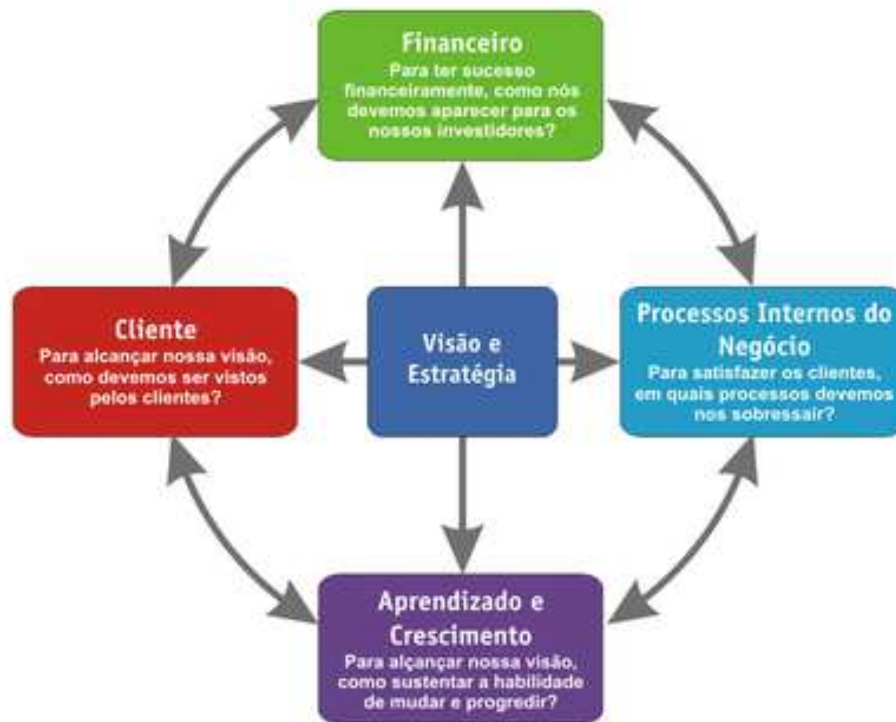 Financeiro
Para ter sucesso
financeiramente, como nós
devemos aparecer para os
nossos investidores?
Cliente
Para alcançar nossa visão,
como devemos ser vistos
pelos clientes?
Visão e
Estratégia
Processos Internos do
Negócio
Para satisfazer os clientes,
em quais processos devemos
nos sobressair?
Aprendizado e
Crescimento
Para alçançar nossa visão,
como sustentar a habilidade
de mudar e progredir?